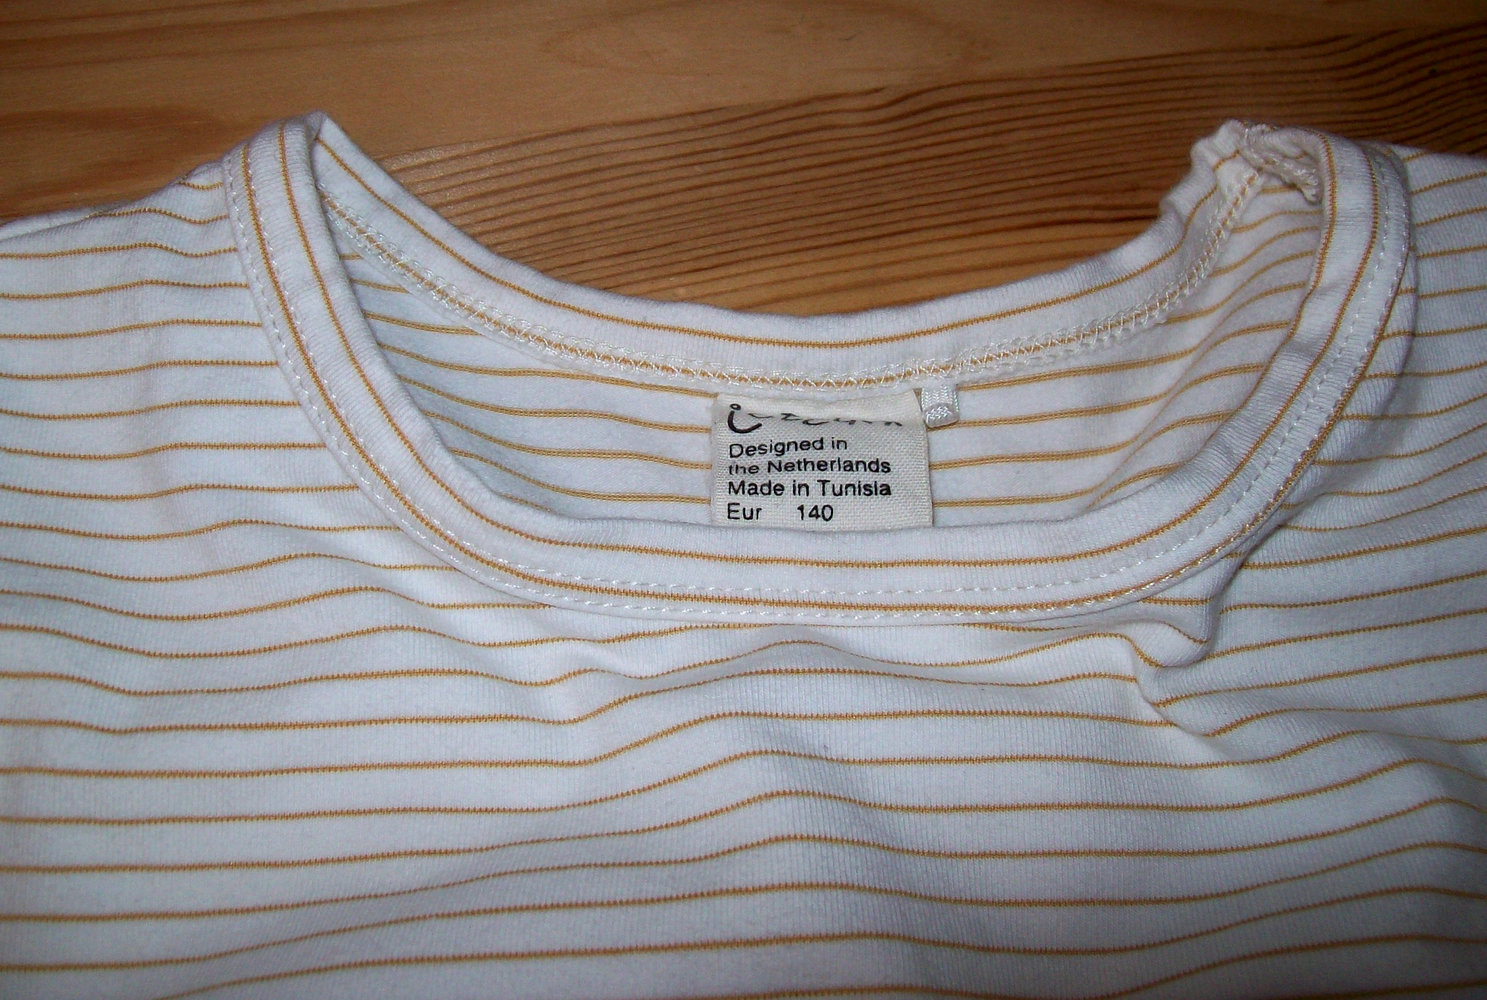 Designed in
the Netherlands
Made in Tunisia
Eur 140